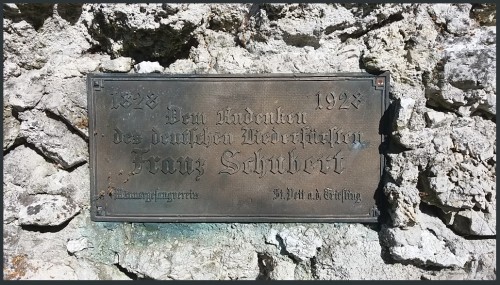 1828 1928
Dem Andenken
des deutschen Liederfürsten
Franz Schubert
Männergesangverein St. Veit a.d. Triesting